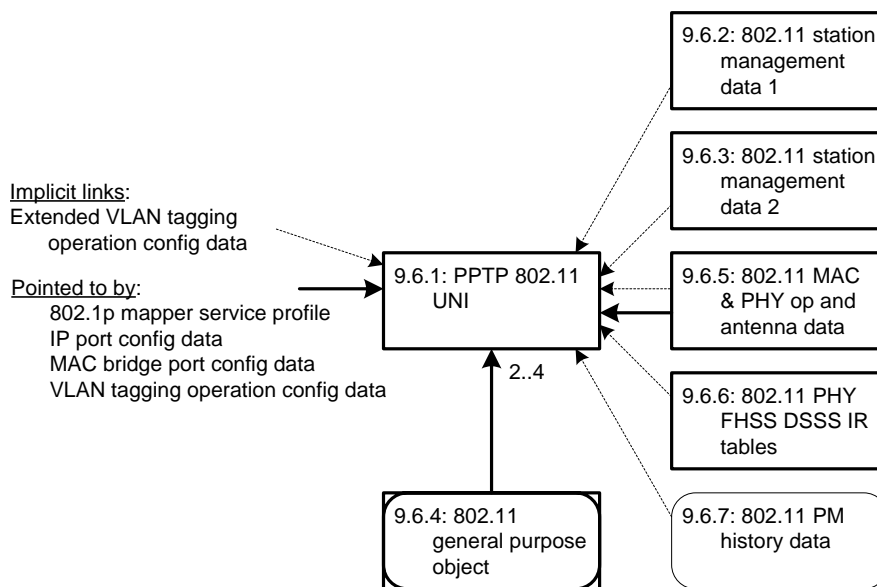 9.6.2: 802.11 station
management
data 1
9.6.3: 802.11 station
management
data 2
Implicit links:
Extended VLAN tagging
operation config data
Pointed to by:
802.1p mapper service profile
IP port config data
MAC bridge port config data
VLAN tagging operation config data
9.6.1: PPTP 802.11
UNI
2..4
9.6.5: 802.11 MAC
& PHY op and
antenna data
9.6.6: 802.11 PHY
FHSS DSSS IR
tables
9.6.4: 802.11
general purpose
object
9.6.7: 802.11 PM
history data